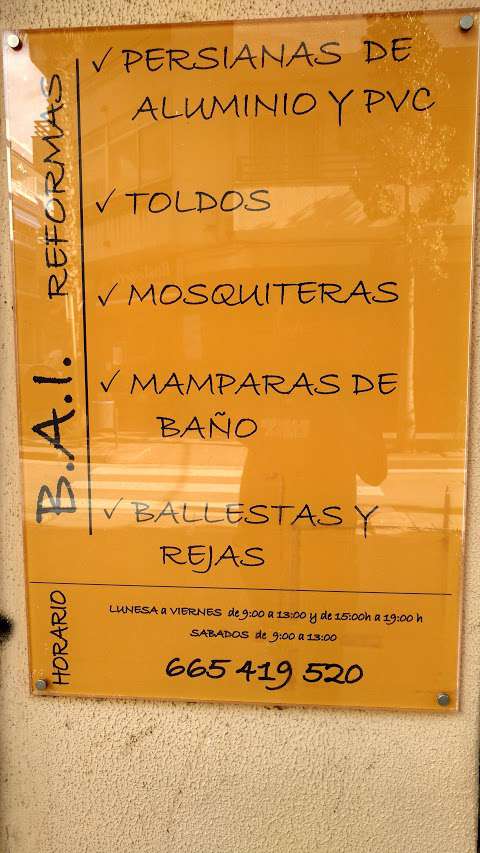 B.A.I. REFORMAS
✓ PERSIANAS DE
ALUMINIO Y PVC
✓ TOLDOS
✓ MOSQUITERAS
✓ MAMPARAS DE
BAÑO
✓ BALLESTAS Y
REJAS
HORARIO
LUNESA a VIERNES de 9:00 a 13:00 y de 15:00h a 19:00 h
SABADOS de 9:00 a 13:00
665 419 520